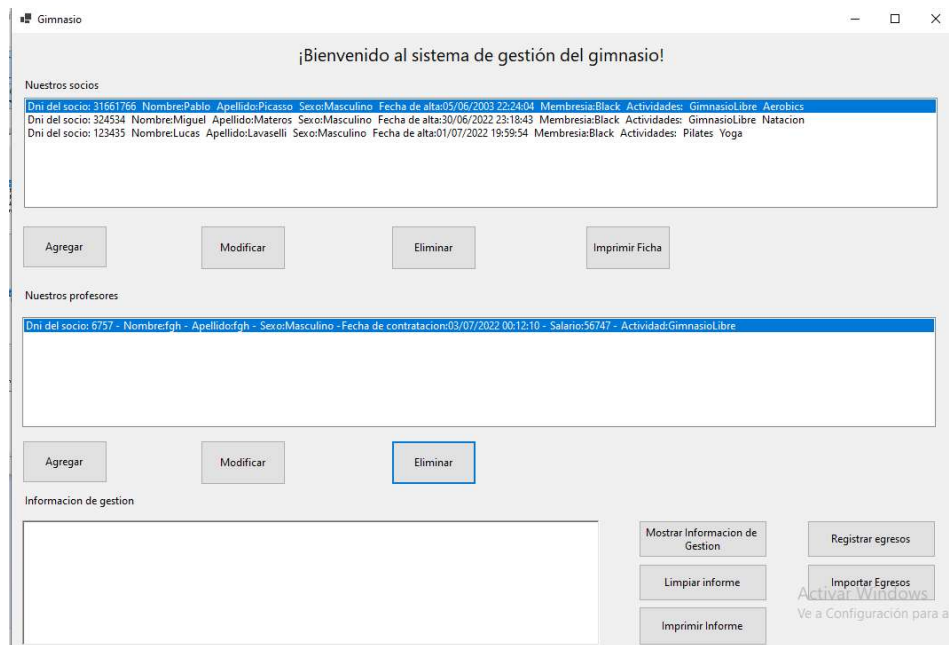 Gimnasio
¡Bienvenido al sistema de gestión del gimnasio!
Nuestros socios
Dni del socio: 31661766 Nombre:Pablo Apellido:Picasso Sexo:Masculino Fecha de alta:05/06/2003 22:24:04 Membresia:Black Actividades: GimnasioLibre Aerobics
Dni del socio: 324534 Nombre:Miguel Apellido:Materos Sexo:Masculino Fecha de alta:30/06/2022 23:18:43 Membresia:Black Actividades: GimnasioLibre Natacion
Dni del socio: 123435 Nombre:Lucas Apellido:Lavaselli Sexo:Masculino Fecha de alta:01/07/2022 19:59:54 Membresia:Black Actividades: Pilates Yoga
Agregar Modificar Eliminar Imprimir Ficha
Nuestros profesores
Dni del socio: 6757 - Nombre:fgh - Apellido:fgh - Sexo:Masculino -Fecha de contratacion:03/07/2022 00:12:10 - Salario:56747 - Actividad:GimnasioLibre
Agregar Modificar Eliminar
Informacion de gestion
Mostrar Informacion de
Gestion
Registrar egresos
Limpiar informe Importar Egresos
Activar Windows
Ve a Configuración para a
Imprimir Informe